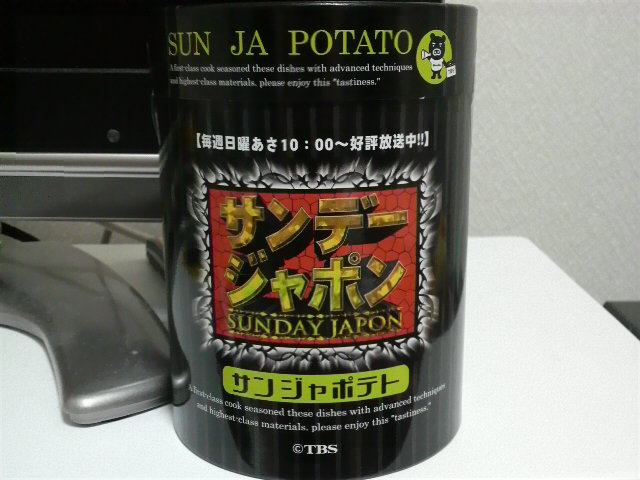 SUN JA POTATO
A first-class cook seasoned these dishes with advanced techniques
and highest-class materials. please enjoy this "tastiness."
【毎週日曜あさ10:00〜好評放送中!!】
サンデー
ジャポン
SUNDAY JAPON
サンジャポテト
A first-class cook seasoned these dishes with advanced techniques
and highest-class materials. please enjoy this "tastiness."
©TBS